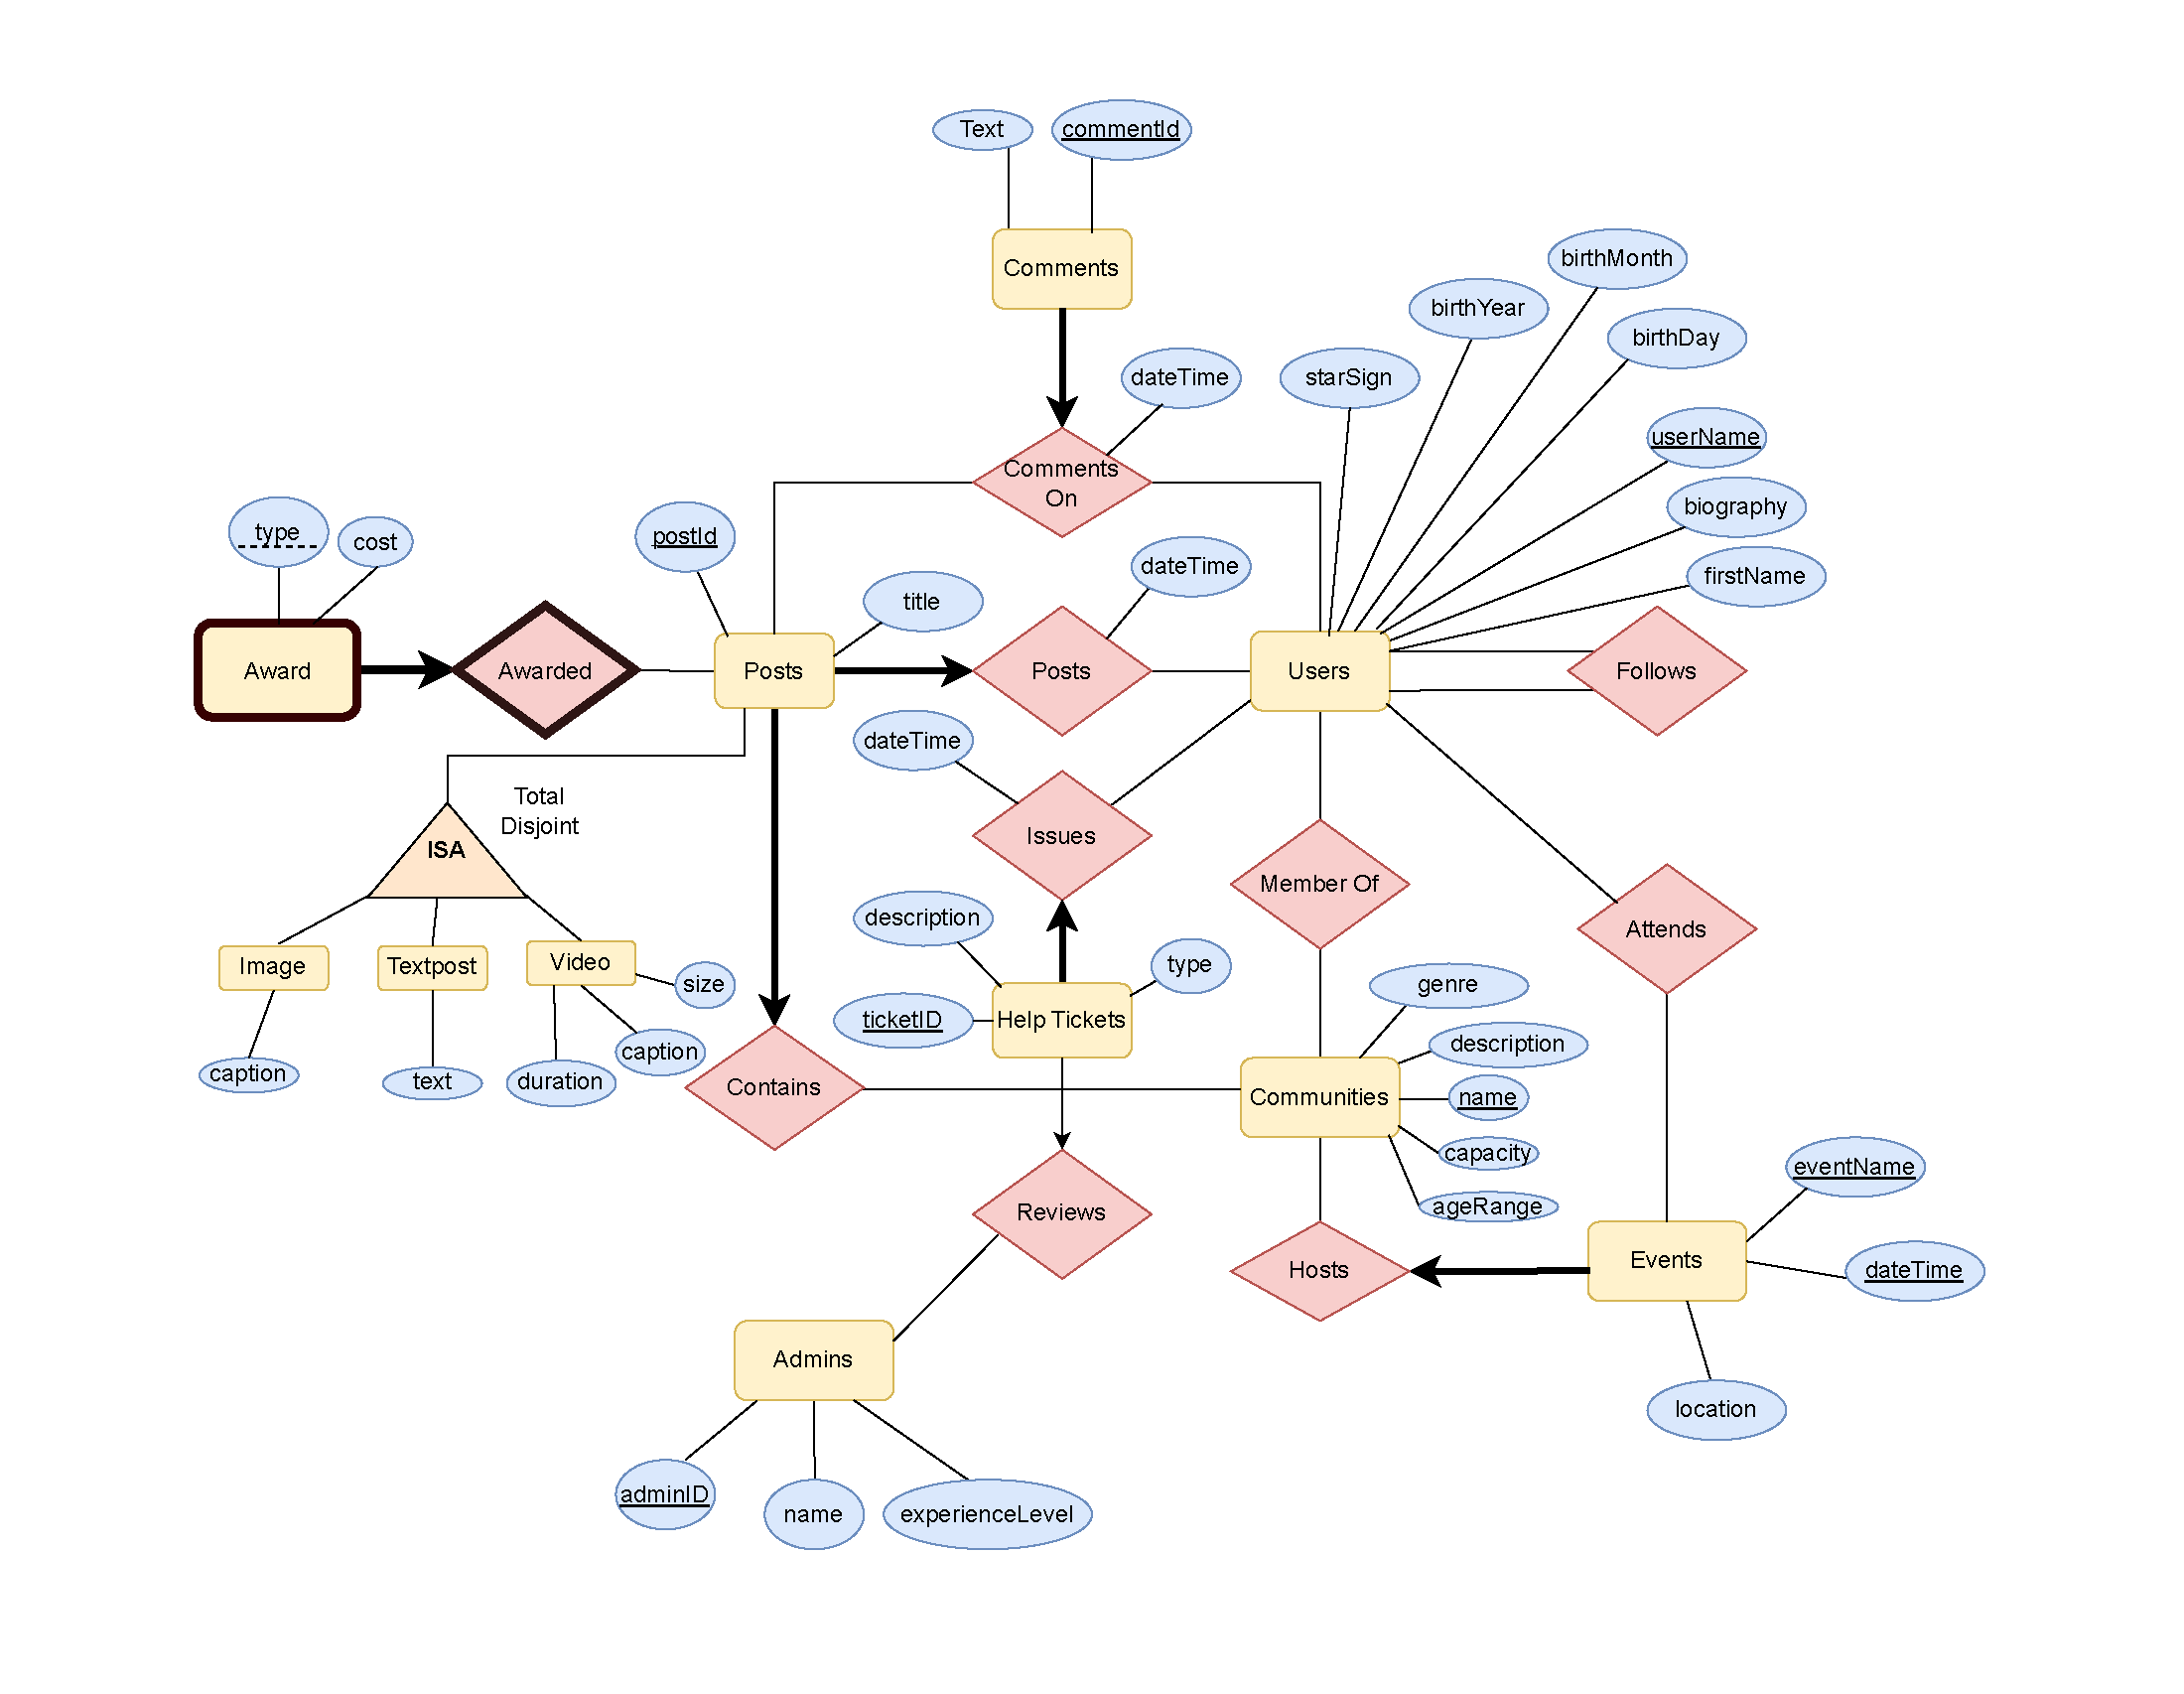 Text
commentId
Comments
birthMonth
birthYear
birthDay
dateTime
starSign
userName
Comments
On
biography
type
cost
postId
dateTime
firstName
title
Award
Awarded
Posts
Posts
Users
Follows
dateTime
Total
Disjoint
Issues
ISA
Member Of
description
Attends
Image
Textpost
Video
type
size
genre
ticketID
Help Tickets
description
caption
text
duration
caption
Contains
Communities
name
capacity
eventName
Reviews
ageRange
Hosts
Events
dateTime
Admins
location
adminID
name
experienceLevel